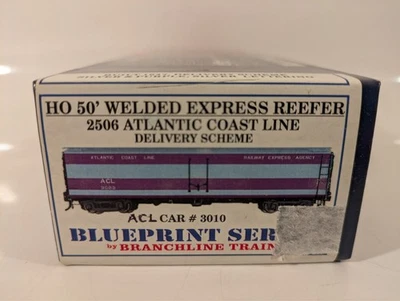 HO 50' WELDED EXPRESS REEFER
2506 ATLANTIC COAST LINE
DELIVERY SCHEME
ATLANTIC COAST LINE RAILWAY EXPRESS AGENCY
ACL
ACL CAR # 3010
BLUEPRINT SER
by BRANCHLINE TRAIN